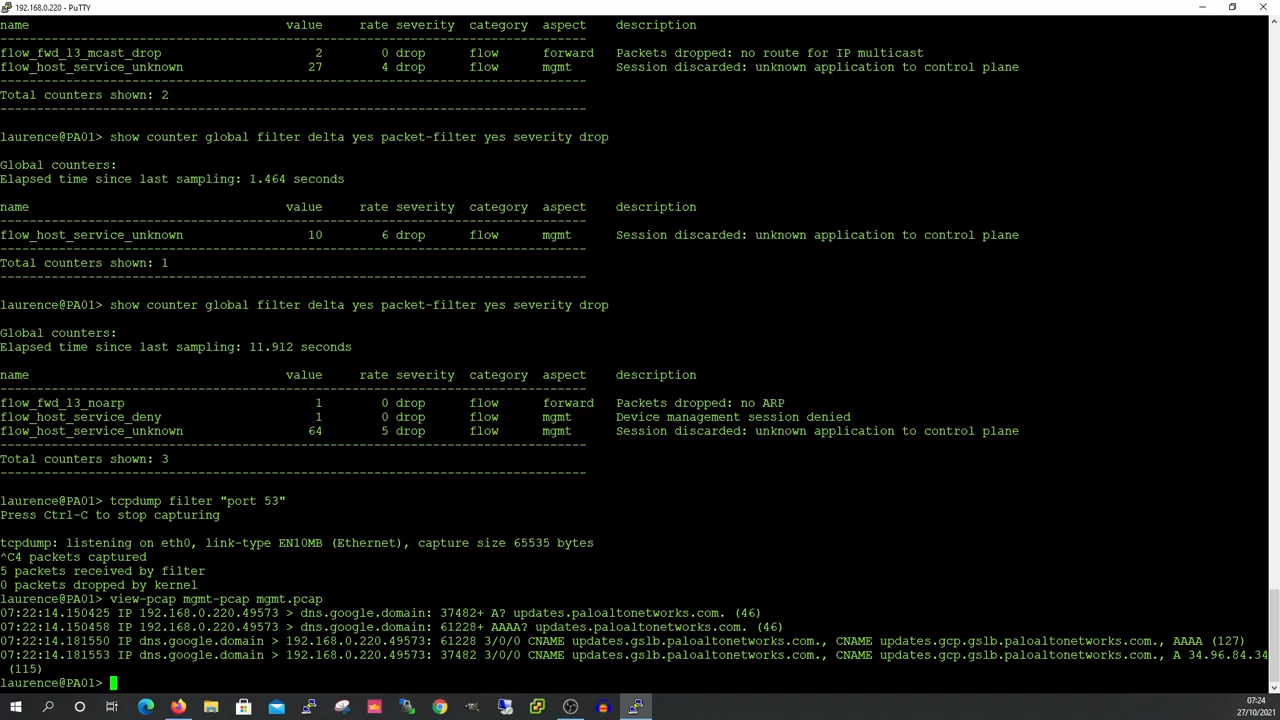 192.168.0.220 - PuTTY
name value rate severity category aspect description
--------------------------------------------------------------------------------
flow_fwd_l3_mcast_drop 2 0 drop flow forward Packets dropped: no route for IP multicast
flow_host_service_unknown 27 4 drop flow mgmt Session discarded: unknown application to control plane
--------------------------------------------------------------------------------
Total counters shown: 2
--------------------------------------------------------------------------------
laurence@PA01> show counter global filter delta yes packet-filter yes severity drop
Global counters:
Elapsed time since last sampling: 1.464 seconds
name value rate severity category aspect description
--------------------------------------------------------------------------------
flow_host_service_unknown 10 6 drop flow mgmt Session discarded: unknown application to control plane
--------------------------------------------------------------------------------
Total counters shown: 1
--------------------------------------------------------------------------------
laurence@PA01> show counter global filter delta yes packet-filter yes severity drop
Global counters:
Elapsed time since last sampling: 11.912 seconds
name value rate severity category aspect description
--------------------------------------------------------------------------------
flow_fwd_l3_noarp 1 0 drop flow forward Packets dropped: no ARP
flow_host_service_deny 1 0 drop flow mgmt Device management session denied
flow_host_service_unknown 64 5 drop flow mgmt Session discarded: unknown application to control plane
--------------------------------------------------------------------------------
Total counters shown: 3
--------------------------------------------------------------------------------
laurence@PA01> tcpdump filter "port 53"
Press Ctrl-C to stop capturing
tcpdump: listening on eth0, link-type EN10MB (Ethernet), capture size 65535 bytes
^C4 packets captured
5 packets received by filter
0 packets dropped by kernel
laurence@PA01> view-pcap mgmt-pcap mgmt.pcap
07:22:14.150425 IP 192.168.0.220.49573 > dns.google.domain: 37482+ A? updates.paloaltonetworks.com. (46)
07:22:14.150458 IP 192.168.0.220.49573 > dns.google.domain: 61228+ AAAA? updates.paloaltonetworks.com. (46)
07:22:14.181550 IP dns.google.domain > 192.168.0.220.49573: 61228 3/0/0 CNAME updates.gslb.paloaltonetworks.com., CNAME updates.gcp.gslb.paloaltonetworks.com., AAAA (127)
07:22:14.181553 IP dns.google.domain > 192.168.0.220.49573: 37482 3/0/0 CNAME updates.gslb.paloaltonetworks.com., CNAME updates.gcp.gslb.paloaltonetworks.com., A 34.96.84.34
(115)
laurence@PA01>
07:24
27/10/2021